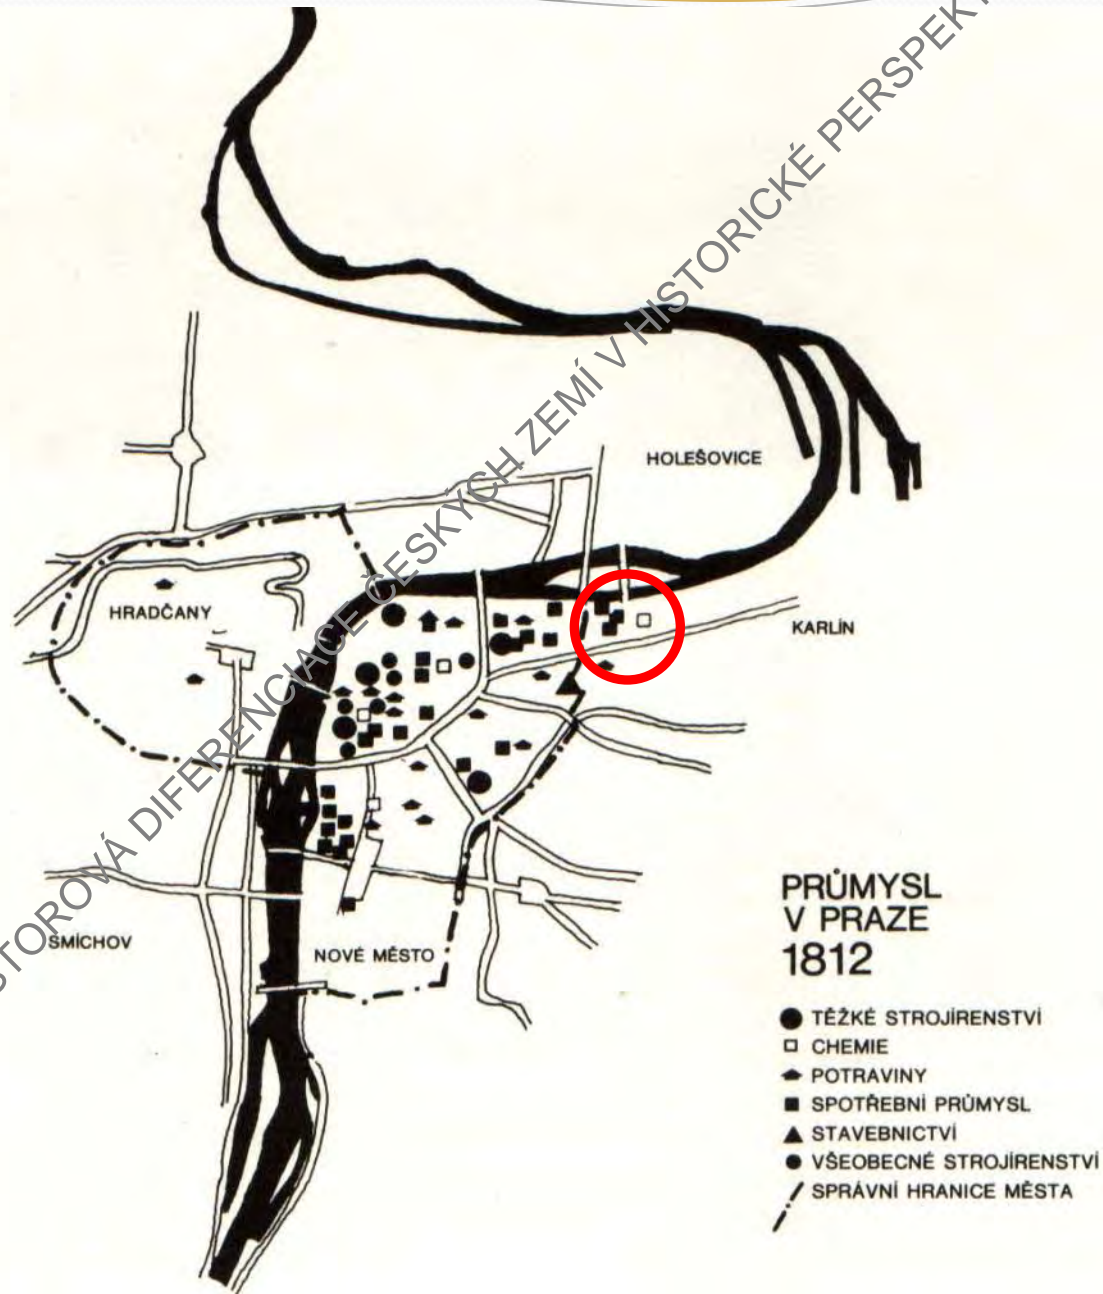 STOROVÁ DIFERENCIACE ČESKÝCH ZEMÍ V HISTORICKÉ
HOLEŠOVICE
HRADČANY
KARLÍN
SMÍCHOV
NOVÉ MĚSTO
PRŮMYSL
V PRAZE
1812
TĚŽKÉ STROJÍRENSTVÍ
CHEMIE
POTRAVINY
SPOTŘEBNÍ PRŮMYSL
STAVEBNICTVÍ
VŠEOBECNÉ STROJÍRENSTVÍ
SPRÁVNÍ HRANICE MĚSTA